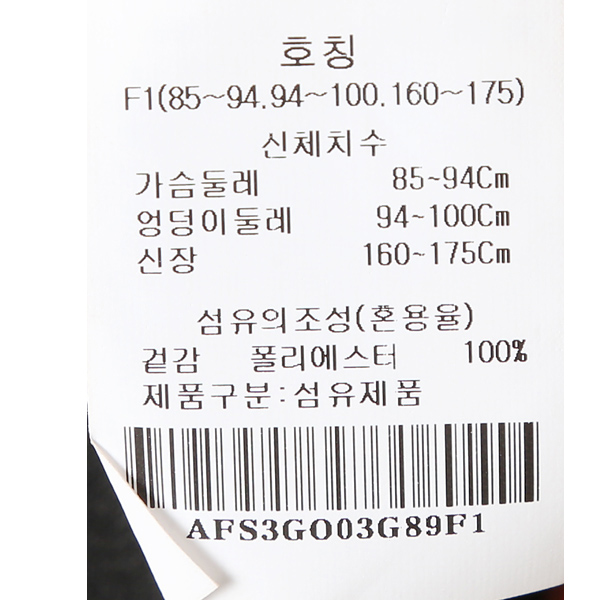 호칭
F1(85~94.94~100.160~175)
신체치수
가슴둘레 85~94Cm
엉덩이둘레 94~100Cm
신장 160~175Cm
섬유의조성(혼용율)
겉감 폴리에스터 100%
제품구분:섬유제품
AFS3GO03G89F1